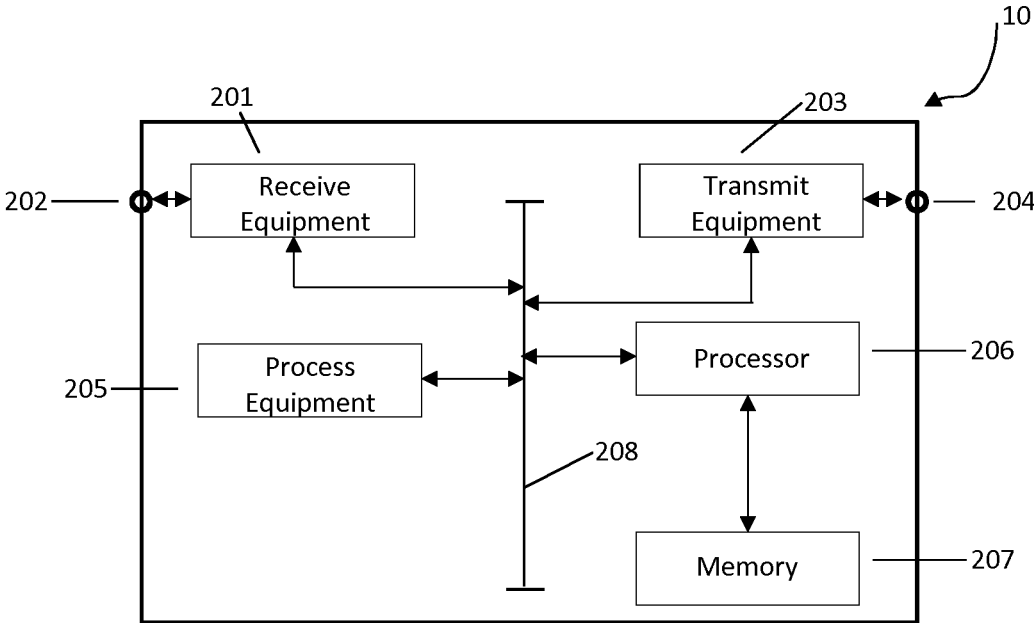 10
201
203
Receive
Equipment
Transmit
Equipment
202
204
Process
Equipment
Processor
206
205
208
Memory
207